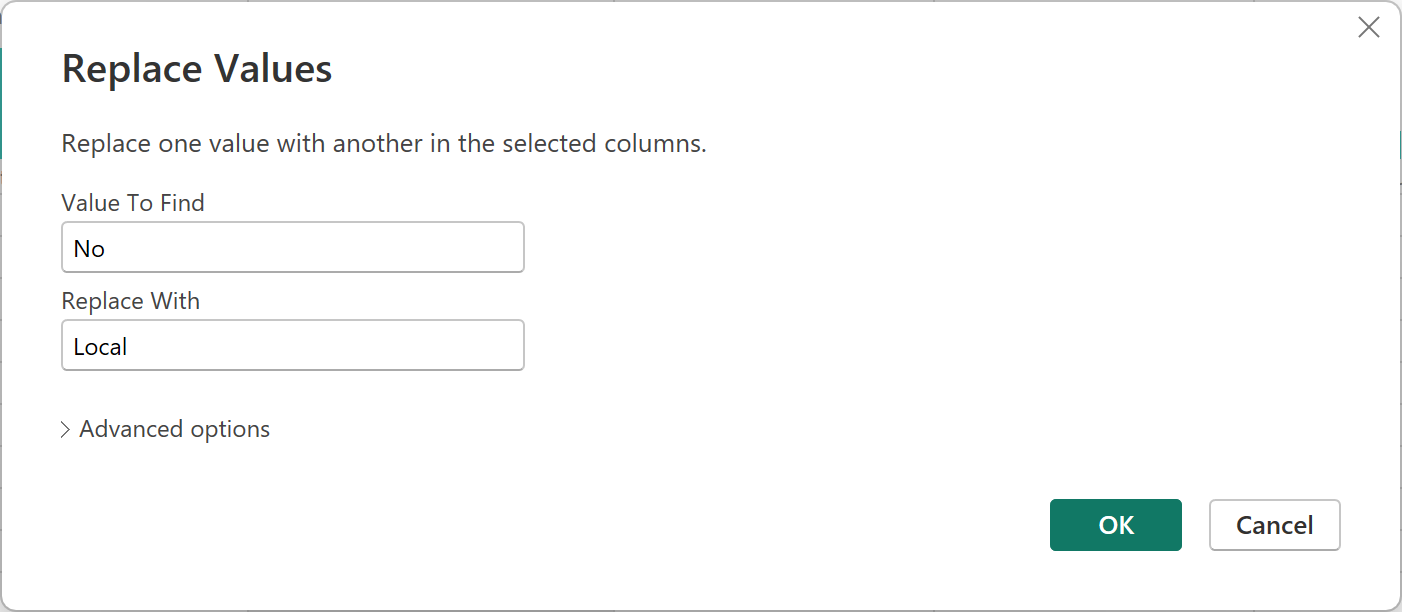 Replace Values
Replace one value with another in the selected columns.
Value To Find
No
Replace With
Local
Advanced options
OK
Cancel